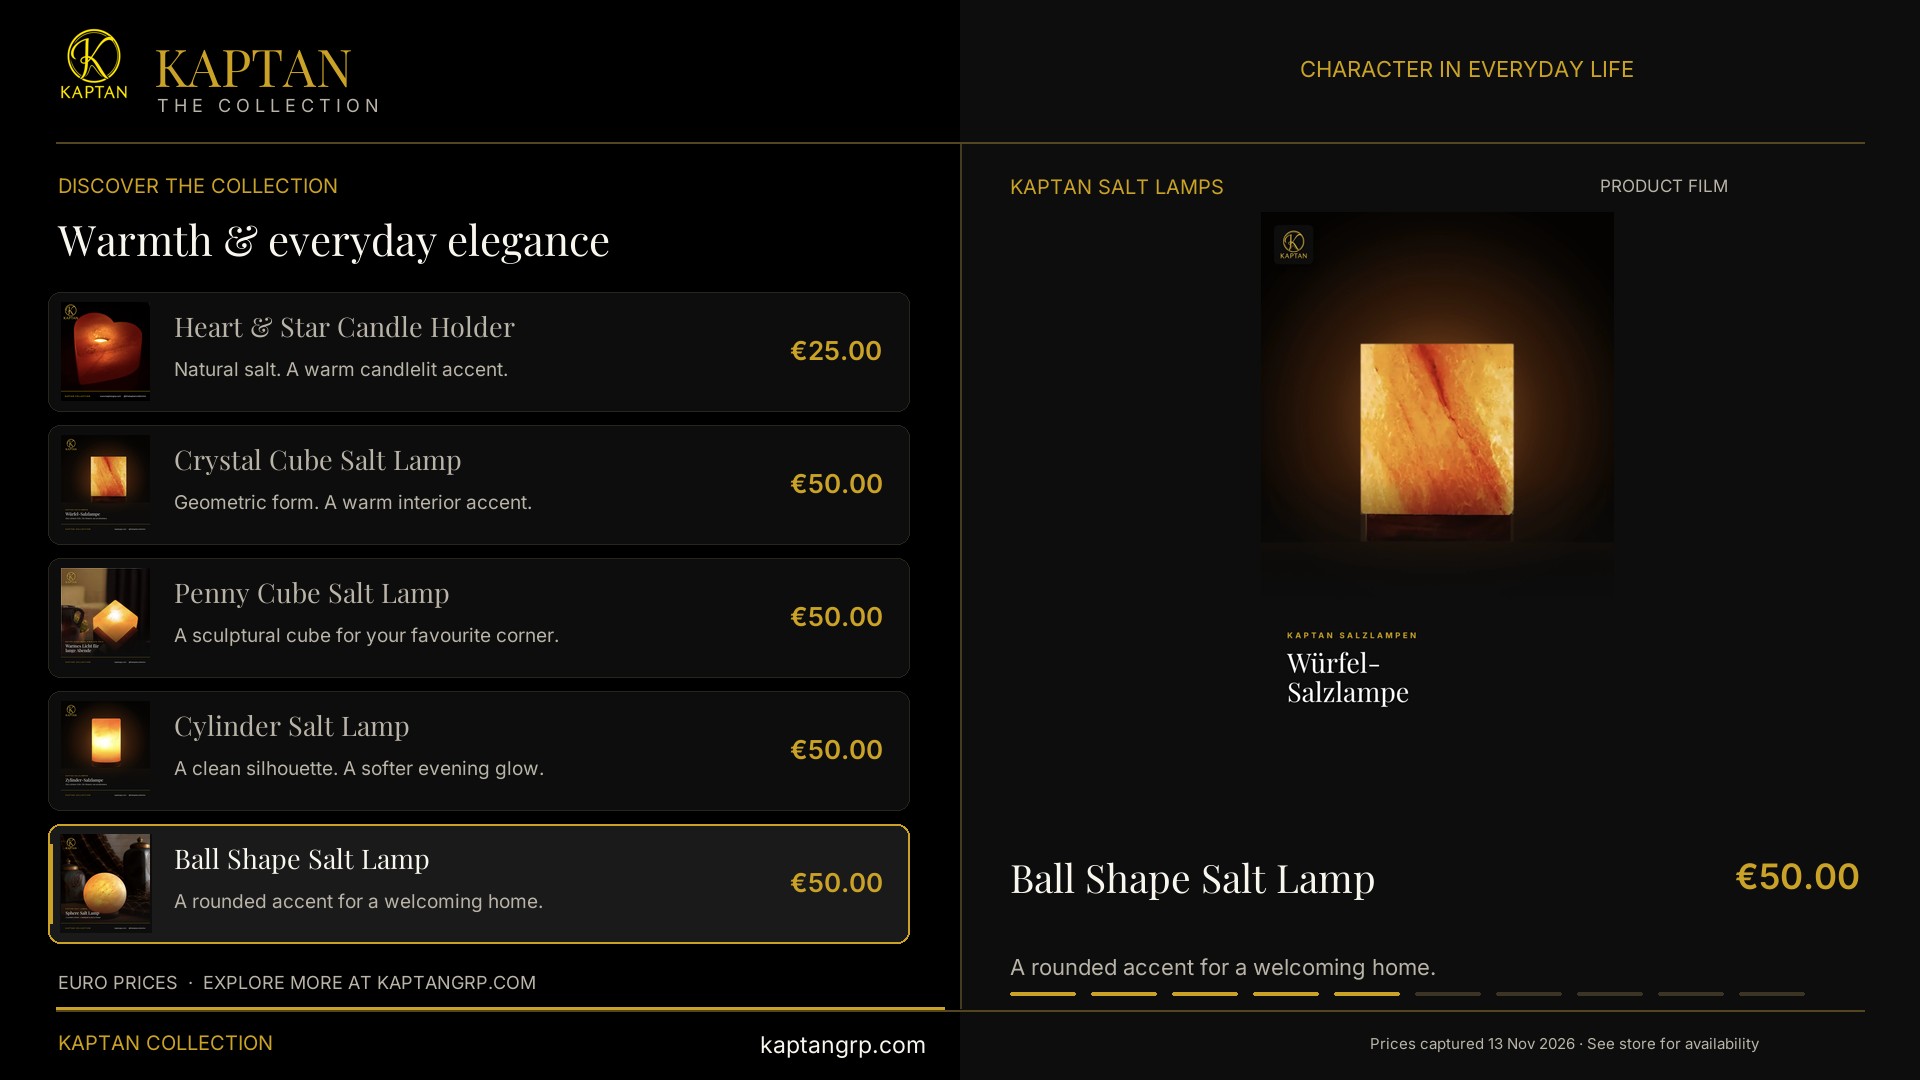 KAPTAN
KAPTAN
THE COLLECTION
CHARACTER IN EVERYDAY LIFE
DISCOVER THE COLLECTION
Warmth & everyday elegance
Heart & Star Candle Holder
Natural salt. A warm candlelit accent.
€25.00
Crystal Cube Salt Lamp
Geometric form. A warm interior accent.
€50.00
Penny Cube Salt Lamp
A sculptural cube for your favourite corner.
€50.00
Cylinder Salt Lamp
A clean silhouette. A softer evening glow.
€50.00
Ball Shape Salt Lamp
A rounded accent for a welcoming home.
€50.00
EURO PRICES · EXPLORE MORE AT KAPTANGRP.COM
KAPTAN SALT LAMPS
PRODUCT FILM
KAPTAN
KAPTAN SALZLAMPEN
Würfel-
Salzlampe
Ball Shape Salt Lamp
€50.00
A rounded accent for a welcoming home.
KAPTAN COLLECTION
kaptangrp.com
Prices captured 13 Nov 2026 · See store for availability